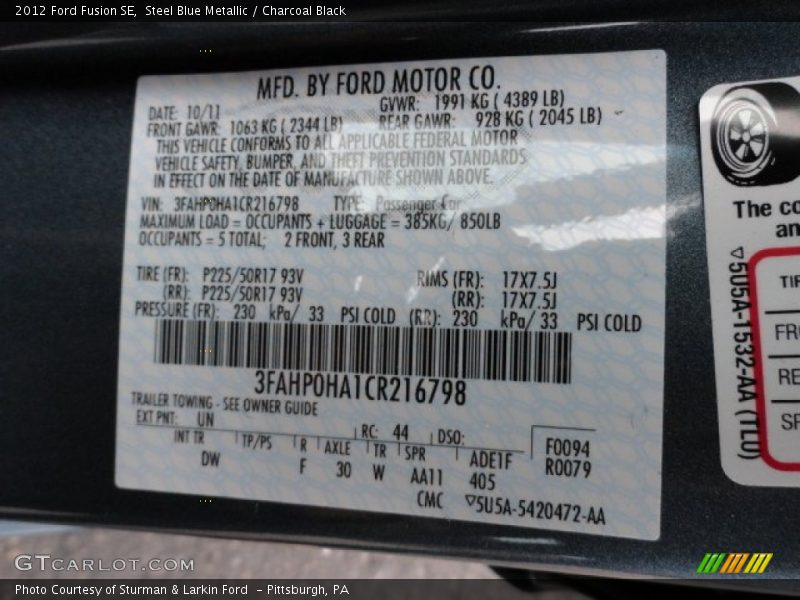 2012 Ford Fusion SE,  Steel Blue Metallic / Charcoal Black
MFD. BY FORD MOTOR CO.
DATE: 10/11 GVWR: 1991 KG ( 4389 LB)
FRONT GAWR: 1063 KG ( 2344 LB) REAR GAWR: 928 KG ( 2045 LB)
THIS VEHICLE CONFORMS TO ALL APPLICABLE FEDERAL MOTOR
VEHICLE SAFETY, BUMPER, AND THEFT PREVENTION STANDARDS
IN EFFECT ON THE DATE OF MANUFACTURE SHOWN ABOVE.
VIN: 3FAHP0HA1CR216798 TYPE: Passenger Car
MAXIMUM LOAD = OCCUPANTS + LUGGAGE = 385KG/ 850LB
OCCUPANTS = 5 TOTAL; 2 FRONT, 3 REAR
TIRE (FR): P225/50R17 93V RIMS (FR): 17X7.5J
(RR): P225/50R17 93V (RR): 17X7.5J
PRESSURE (FR): 230 kPa/ 33 PSI COLD (RR): 230 kPa/ 33 PSI COLD
3FAHP0HA1CR216798
TRAILER TOWING - SEE OWNER GUIDE
EXT PNT: UN RC: 44 DSO: F0094
INT TR TP/PS R AXLE TR SPR ADE1F R0079
DW F 30 W AA11 405
CMC ▽5U5A-5420472-AA
The co
an
▽5U5A-1532-AA (TLU)
TIR
FRO
RE
SP
GTCARLOT.COM
Photo Courtesy of Sturman & Larkin Ford  - Pittsburgh, PA